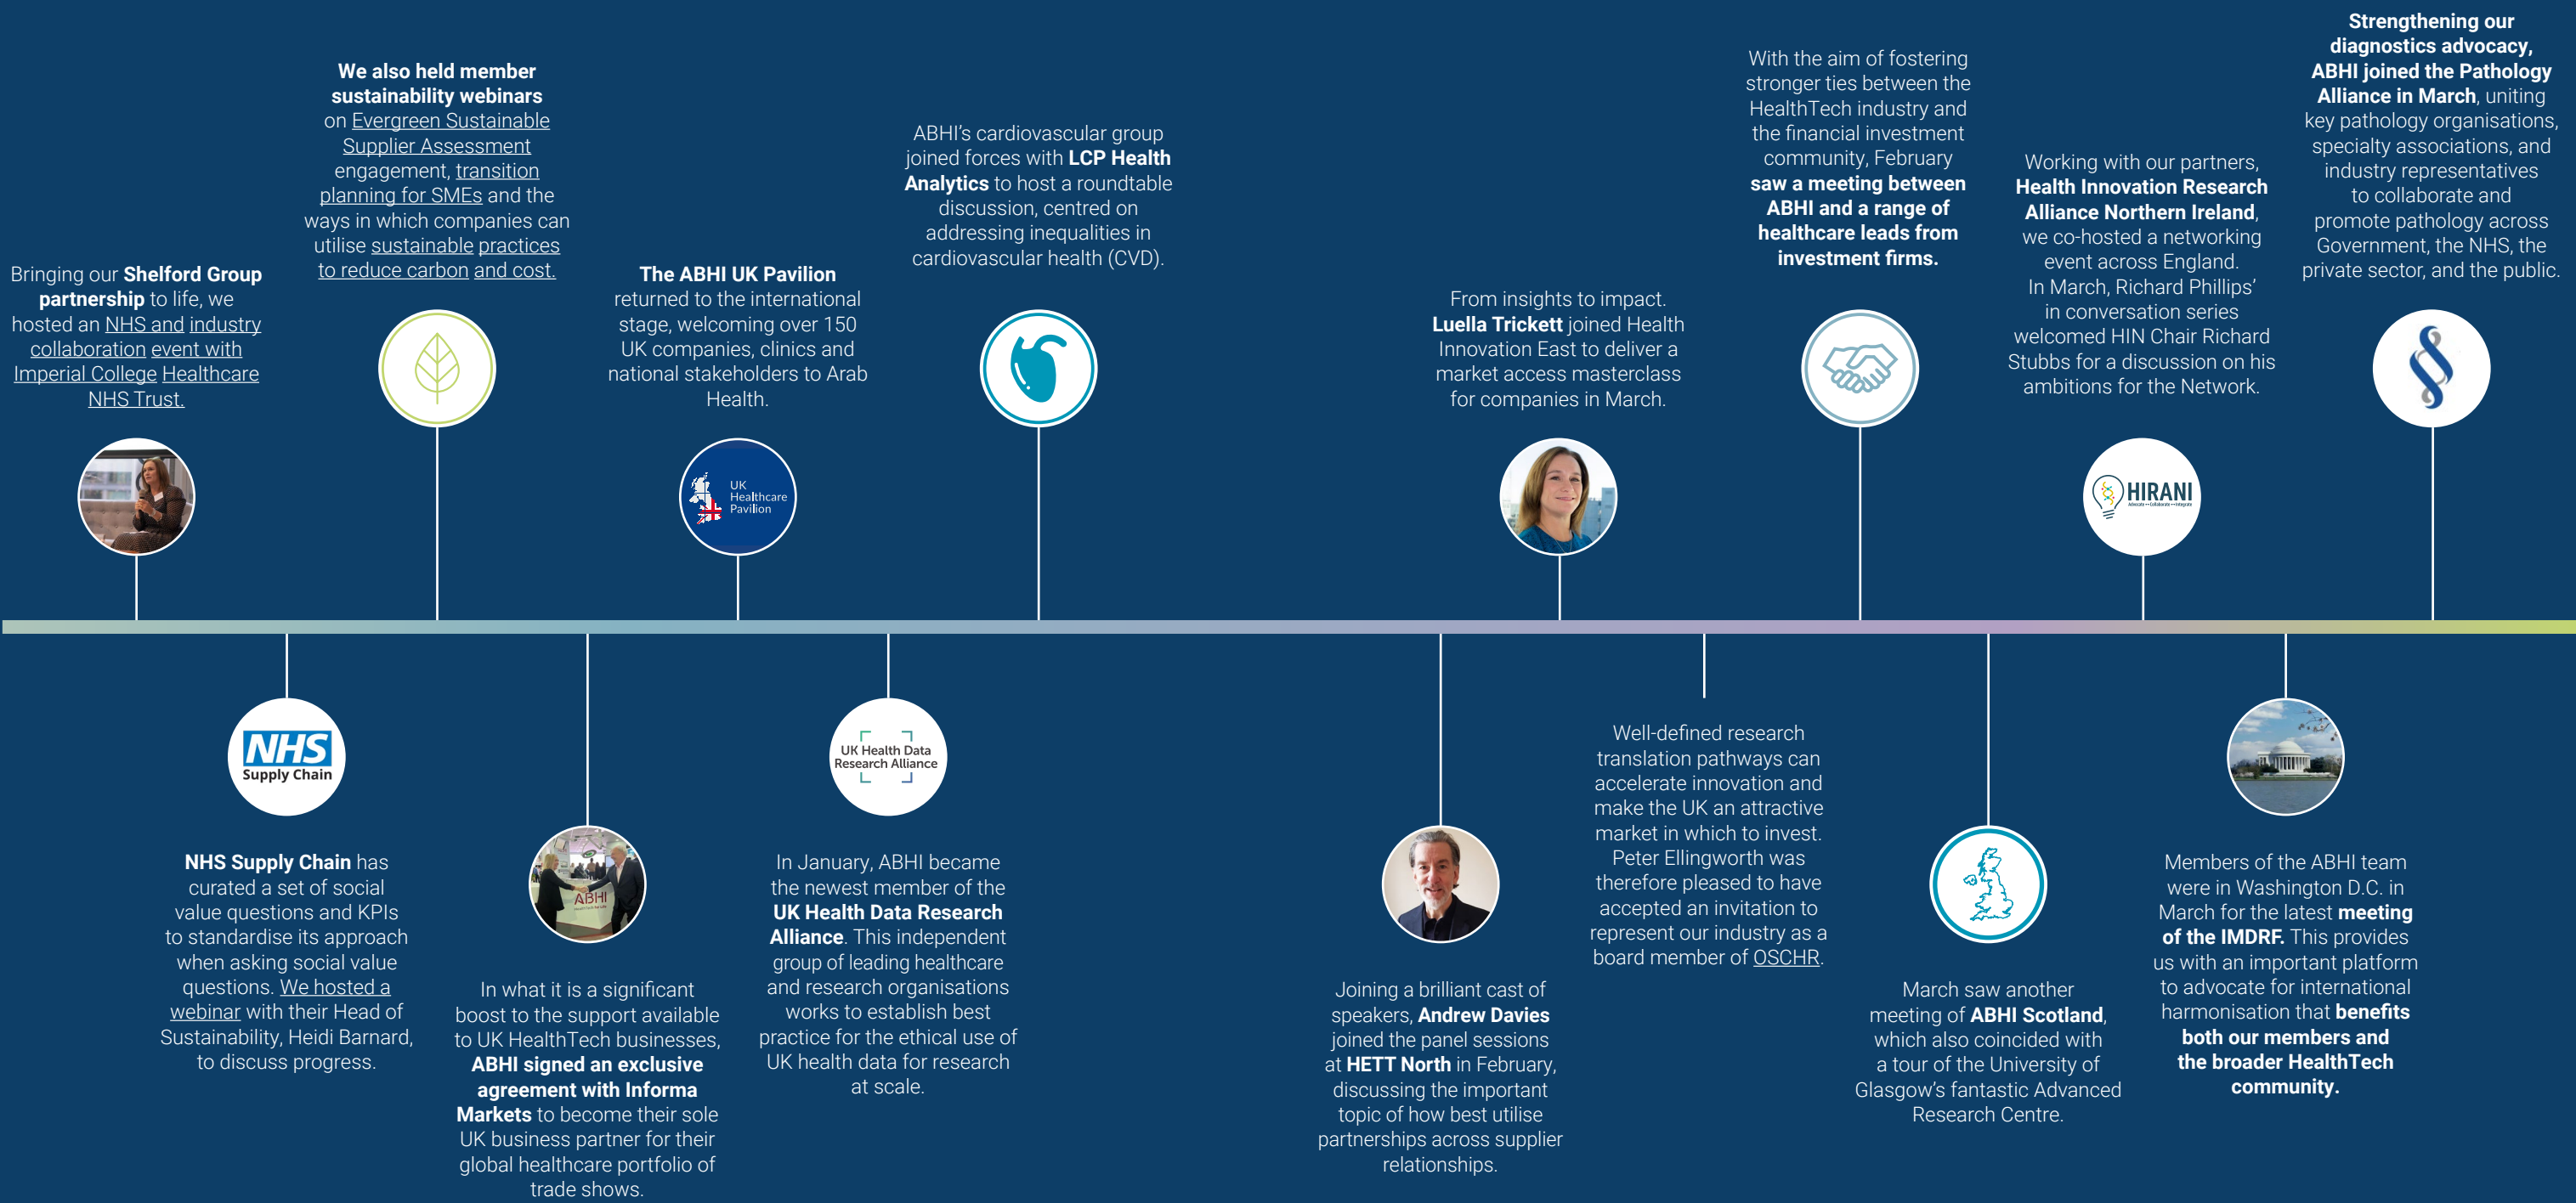 Bringing our Shelford Group
partnership to life, we
hosted an NHS and industry
collaboration event with
Imperial College Healthcare
NHS Trust.
NHS
Supply Chain
NHS Supply Chain has
curated a set of social
value questions and KPIs
to standardise its approach
when asking social value
questions. We hosted a
webinar with their Head of
Sustainability, Heidi Barnard,
to discuss progress.
We also held member
sustainability webinars
on Evergreen Sustainable
Supplier Assessment
engagement, transition
planning for SMEs and the
ways in which companies can
utilise sustainable practices
to reduce carbon and cost.
ABHI
In what it is a significant
boost to the support available
to UK HealthTech businesses,
ABHI signed an exclusive
agreement with Informa
Markets to become their sole
UK business partner for their
global healthcare portfolio of
trade shows.
The ABHI UK Pavilion
returned to the international
stage, welcoming over 150
UK companies, clinics and
national stakeholders to Arab
Health.
UK
Healthcare
Pavilion
UK Health Data
Research Alliance
In January, ABHI became
the newest member of the
UK Health Data Research
Alliance. This independent
group of leading healthcare
and research organisations
works to establish best
practice for the ethical use of
UK health data for research
at scale.
ABHI's cardiovascular group
joined forces with LCP Health
Analytics to host a roundtable
discussion, centred on
addressing inequalities in
cardiovascular health (CVD).
Joining a brilliant cast of
speakers, Andrew Davies
joined the panel sessions
at HETT North in February,
discussing the important
topic of how best utilise
partnerships across supplier
relationships.
From insights to impact.
Luella Trickett joined Health
Innovation East to deliver a
market access masterclass
for companies in March.
Well-defined research
translation pathways can
accelerate innovation and
make the UK an attractive
market in which to invest.
Peter Ellingworth was
therefore pleased to have
accepted an invitation to
represent our industry as a
board member of OSCHR.
With the aim of fostering
stronger ties between the
HealthTech industry and
the financial investment
community, February
saw a meeting between
ABHI and a range of
healthcare leads from
investment firms.
March saw another
meeting of ABHI Scotland,
which also coincided with
a tour of the University of
Glasgow's fantastic Advanced
Research Centre.
Working with our partners,
Health Innovation Research
Alliance Northern Ireland,
we co-hosted a networking
event across England.
In March, Richard Phillips'
in conversation series
welcomed HIN Chair Richard
Stubbs for a discussion on his
ambitions for the Network.
HIRANI
Advocate Collaborate Integrate
Members of the ABHI team
were in Washington D.C. in
March for the latest meeting
of the IMDRF. This provides
us with an important platform
to advocate for international
harmonisation that benefits
both our members and
the broader HealthTech
community.
Strengthening our
diagnostics advocacy,
ABHI joined the Pathology
Alliance in March, uniting
key pathology organisations,
specialty associations, and
industry representatives
to collaborate and
promote pathology across
Government, the NHS, the
private sector, and the public.